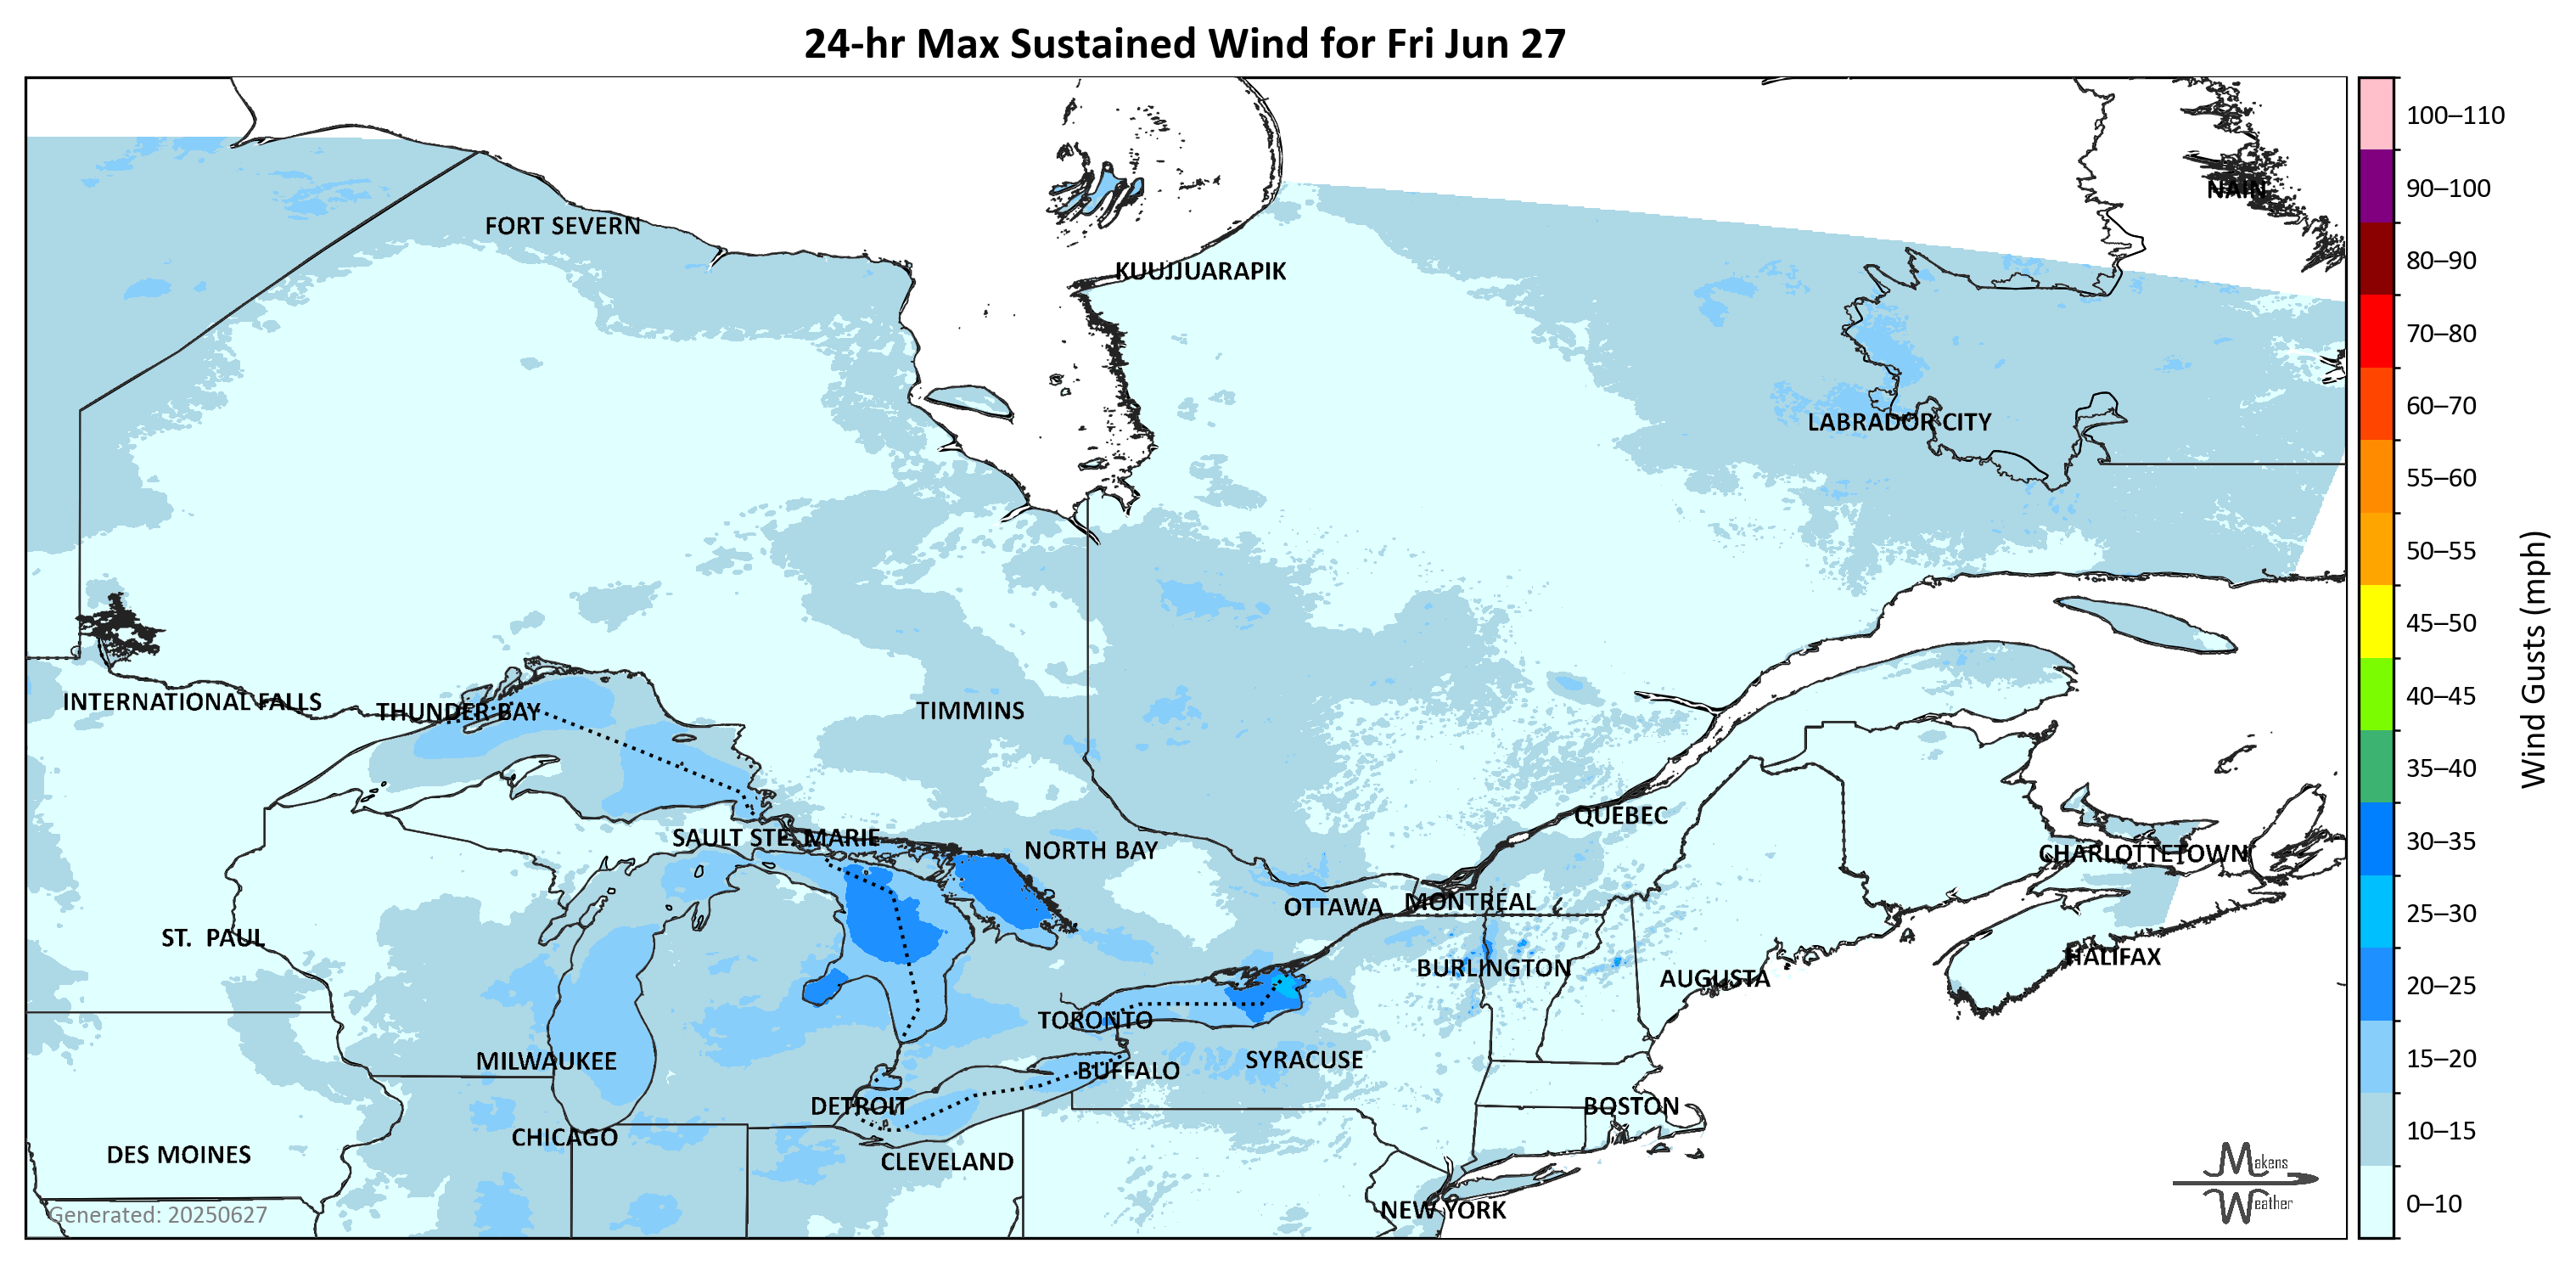 24-hr Max Sustained Wind for Fri Jun 27
100–110
90–100
80–90
70–80
60–70
55–60
50–55
45–50
40–45
35–40
30–35
25–30
20–25
15–20
10–15
0–10
Wind Gusts (mph)
NAIN
FORT SEVERN
KUUJJUARAPIK
LABRADOR CITY
INTERNATIONAL FALLS
THUNDER BAY
TIMMINS
QUÉBEC
SAULT STE. MARIE
NORTH BAY
CHARLOTTETOWN
OTTAWA
MONTRÉAL
ST. PAUL
HALIFAX
BURLINGTON
AUGUSTA
TORONTO
MILWAUKEE
SYRACUSE
BUFFALO
DETROIT
BOSTON
CHICAGO
DES MOINES
CLEVELAND
NEW YORK
Generated: 20250627
Makens
Weather